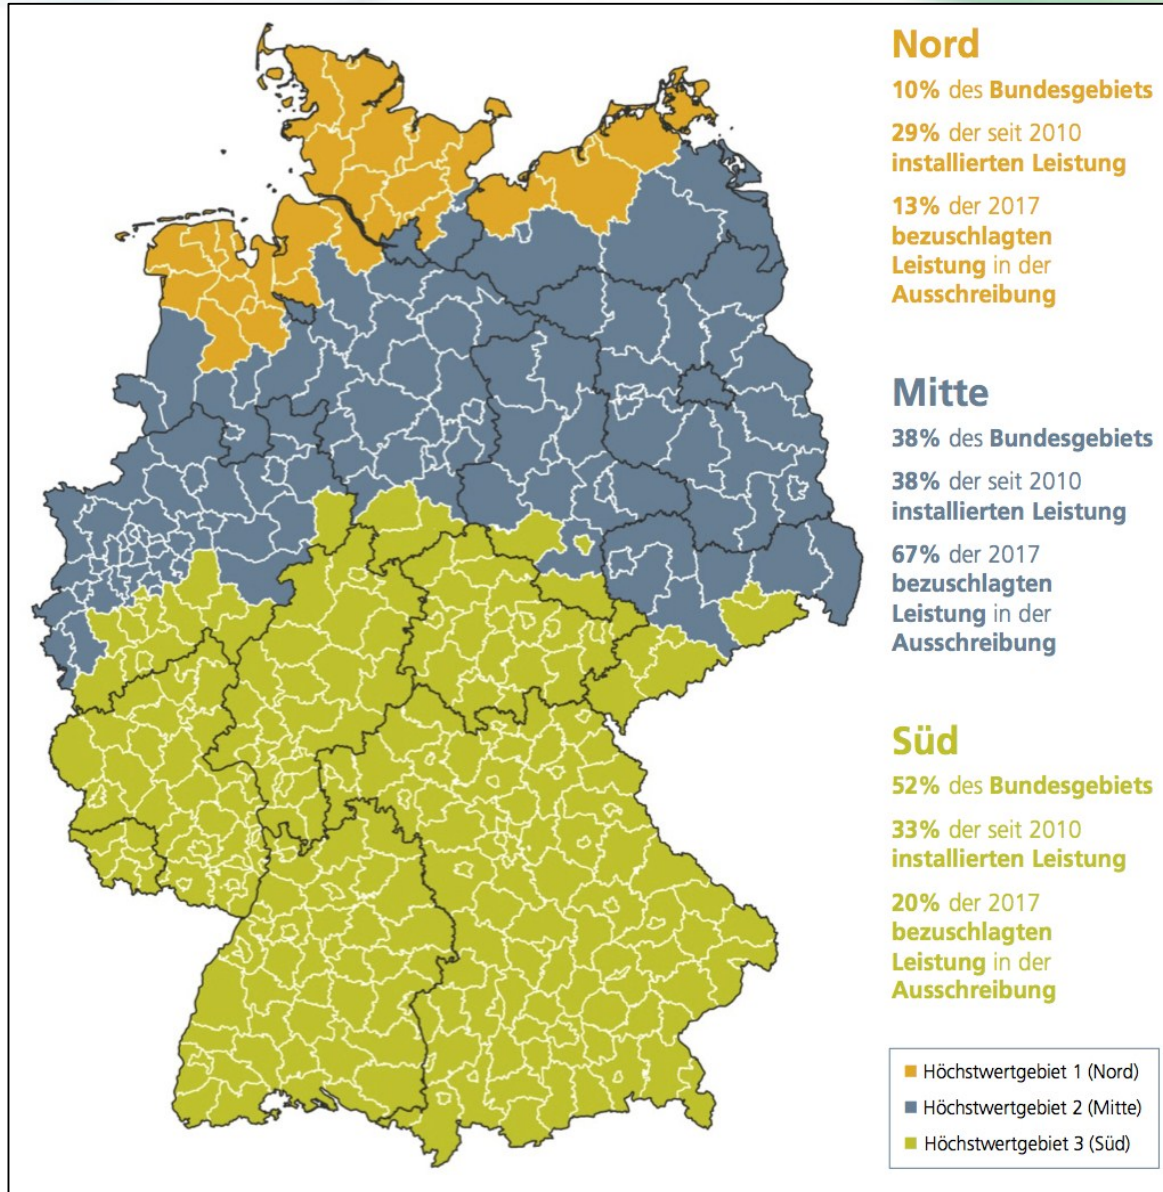 Nord
10% des Bundesgebiets
29% der seit 2010
installierten Leistung
13% der 2017
bezuschlagten
Leistung in der
Ausschreibung
Mitte
38% des Bundesgebiets
38% der seit 2010
installierten Leistung
67% der 2017
bezuschlagten
Leistung in der
Ausschreibung
Süd
52% des Bundesgebiets
33% der seit 2010
installierten Leistung
20% der 2017
bezuschlagten
Leistung in der
Ausschreibung
Höchstwertgebiet 1 (Nord)
Höchstwertgebiet 2 (Mitte)
Höchstwertgebiet 3 (Süd)